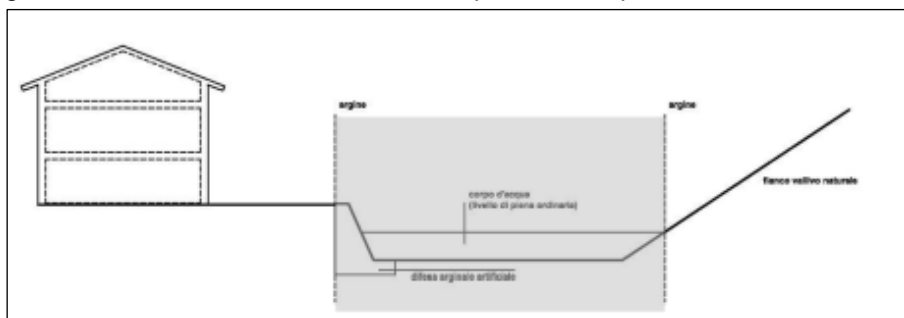 argine
argine
fianco vallivo naturale
corpo d'acqua
(livello di piena ordinaria)
difesa arginale artificiale